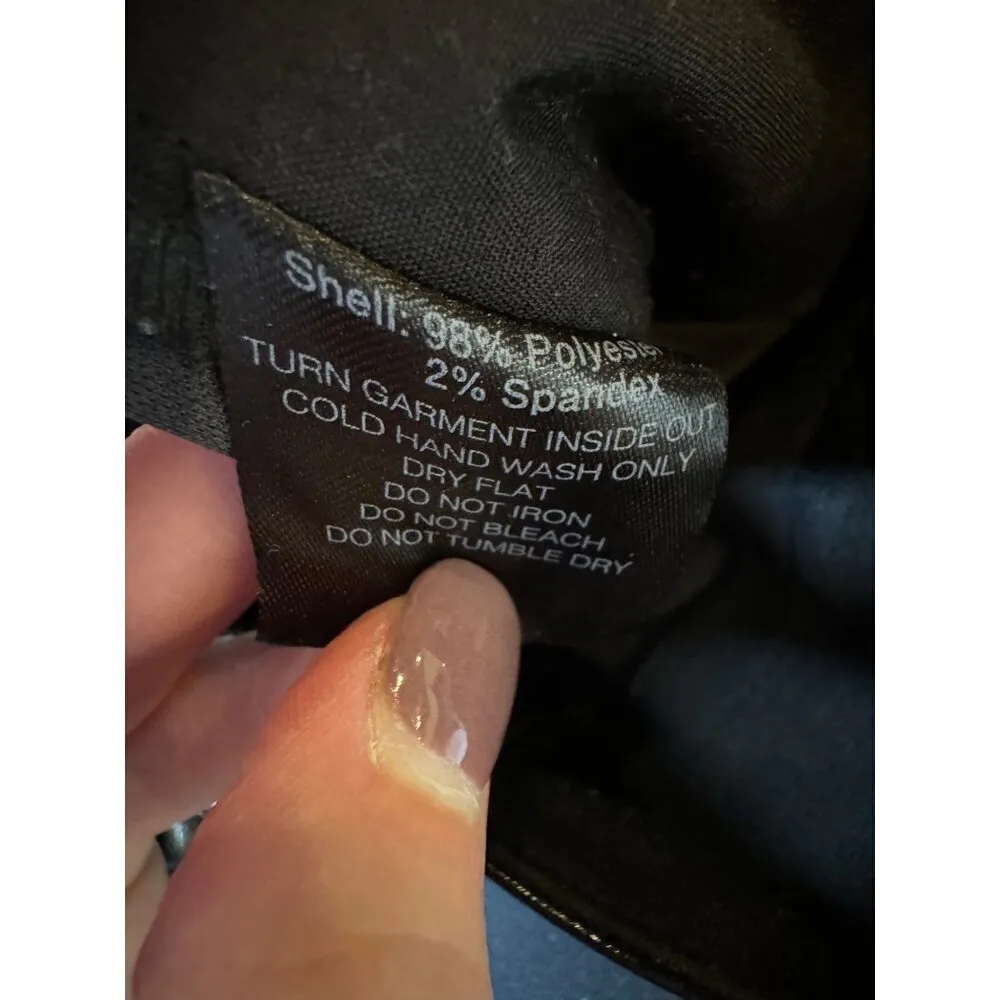 Shell: 98% Polyester
2% Spandex
TURN GARMENT INSIDE OUT
COLD HAND WASH ONLY
DRY FLAT
DO NOT IRON
DO NOT BLEACH
DO NOT TUMBLE DRY